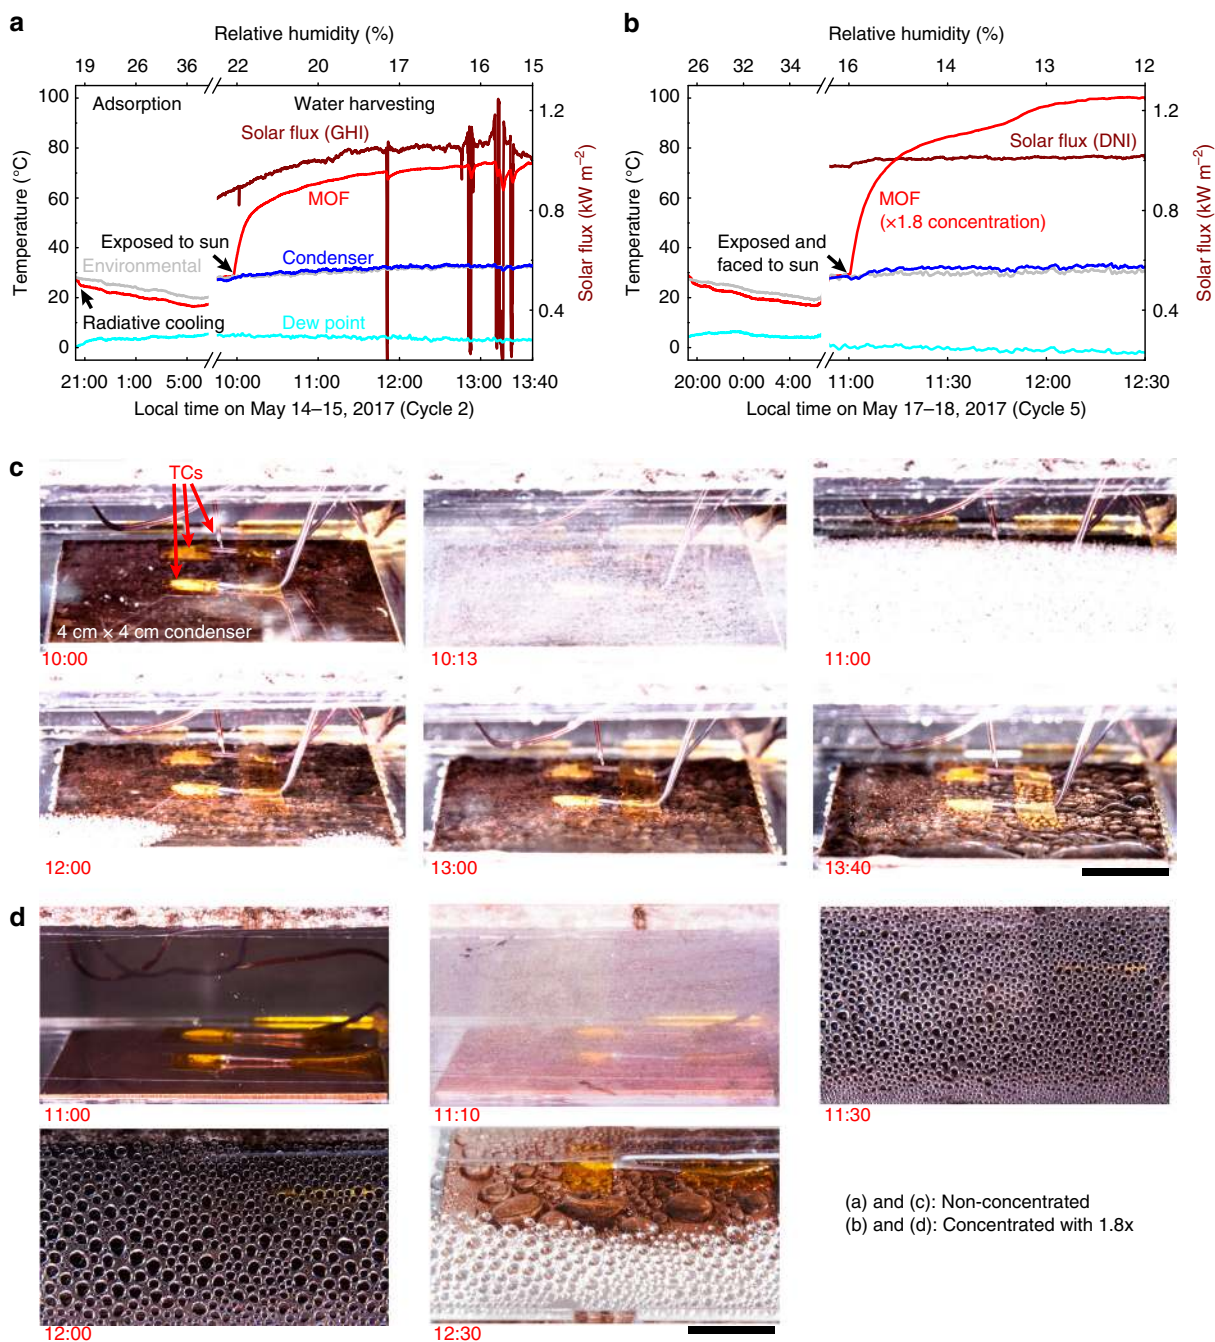 a
Relative humidity (%)
19 26 36 22 20 17 16 15
100
80
60
40
20
0
Temperature (°C)
Adsorption
Water harvesting
Solar flux (GHI)
MOF
Exposed to sun
Environmental
Condenser
Radiative cooling
Dew point
1.2
0.8
0.4
Solar flux (kW m−2)
21:00 1:00 5:00 10:00 11:00 12:00 13:00 13:40
Local time on May 14–15, 2017 (Cycle 2)
b
Relative humidity (%)
26 32 34 16 14 13 12
100
80
60
40
20
0
Temperature (°C)
Solar flux (DNI)
MOF
(×1.8 concentration)
Exposed and
faced to sun
1.2
0.8
0.4
Solar flux (kW m−2)
20:00 0:00 4:00 11:00 11:30 12:00 12:30
Local time on May 17–18, 2017 (Cycle 5)
c
TCs
4 cm × 4 cm condenser
10:00
10:13
11:00
12:00
13:00
13:40
d
11:00
11:10
11:30
12:00
12:30
(a) and (c): Non-concentrated
(b) and (d): Concentrated with 1.8x